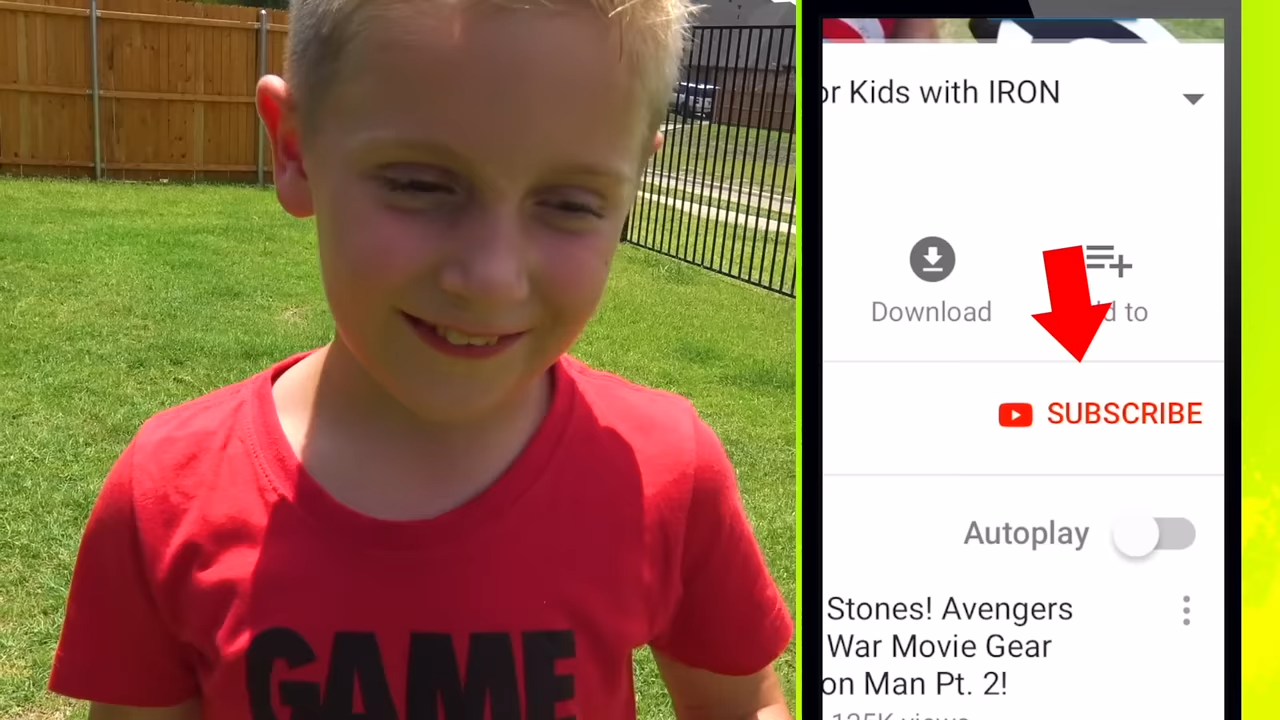 GAME
or Kids with IRON
Download
to
SUBSCRIBE
Autoplay
Stones! Avengers
War Movie Gear
on Man Pt. 2!